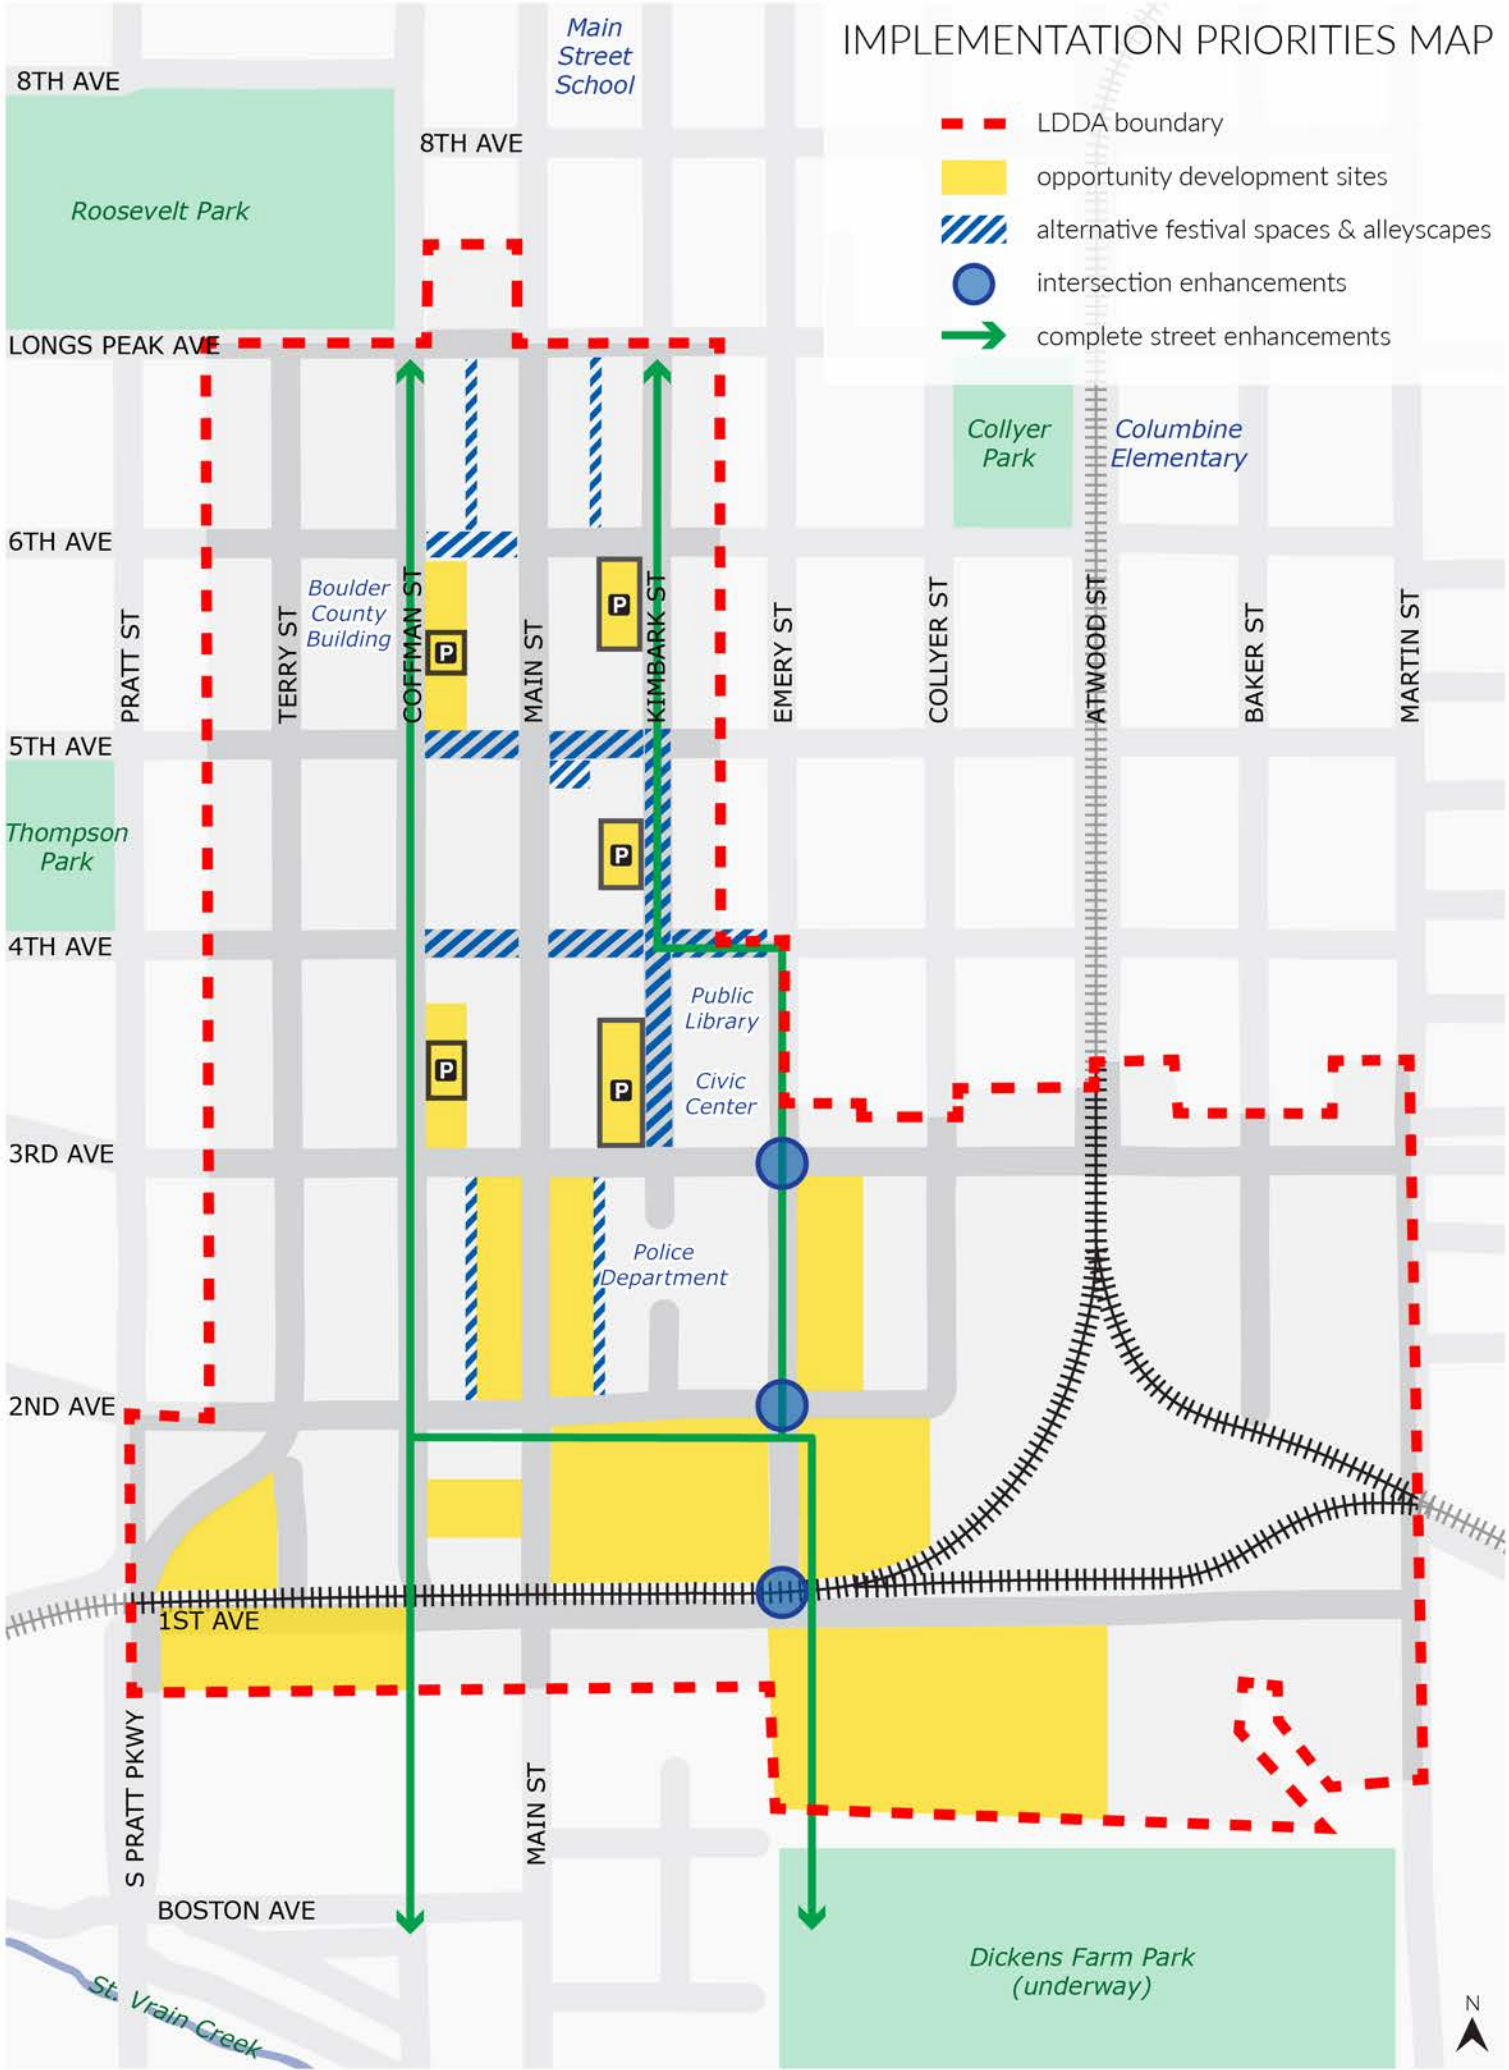 IMPLEMENTATION PRIORITIES MAP
LDDA boundary
opportunity development sites
alternative festival spaces & alleyscapes
intersection enhancements
complete street enhancements
Main
Street
School
8TH AVE
8TH AVE
Roosevelt Park
LONGS PEAK AVE
Collyer
Park
Columbine
Elementary
6TH AVE
Boulder
County
Building
P
P
PRATT ST
TERRY ST
COFFMAN ST
MAIN ST
KIMBARK ST
EMERY ST
COLLYER ST
ATWOOD ST
BAKER ST
MARTIN ST
5TH AVE
Thompson
Park
P
4TH AVE
Public
Library
Civic
Center
P
P
3RD AVE
Police
Department
2ND AVE
1ST AVE
S PRATT PKWY
MAIN ST
BOSTON AVE
St. Vrain Creek
Dickens Farm Park
(underway)
N